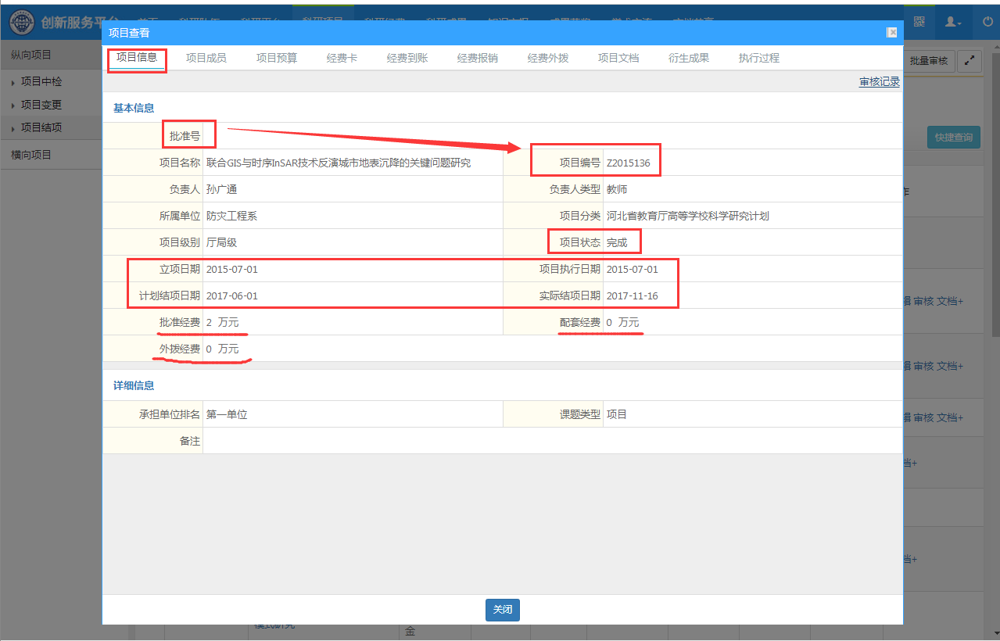 创新服务平台
项目查看
纵向项目
项目中检
项目变更
项目结项
横向项目
项目信息 项目成员 项目预算 经费卡 经费到账 经费报销 经费外拨 项目文档 衍生成果 执行过程
批量审核
审核记录
快捷查询
基本信息
批准号
项目名称 联合GIS与时序InSAR技术反演城市地表沉降的关键问题研究 项目编号 Z2015136
负责人 孙广通 负责人类型 教师
所属单位 防灾工程系 项目分类 河北省教育厅高等学校科学研究计划
项目级别 厅局级 项目状态 完成
立项日期 2015-07-01 项目执行日期 2015-07-01
计划结项日期 2017-06-01 实际结项日期 2017-11-16
审核 文档+
批准经费 2 万元 配套经费 0 万元
外拨经费 0 万元
审核 文档+
详细信息
承担单位排名 第一单位 课题类型 项目
审核 文档+
备注
档+
档+
关闭
金